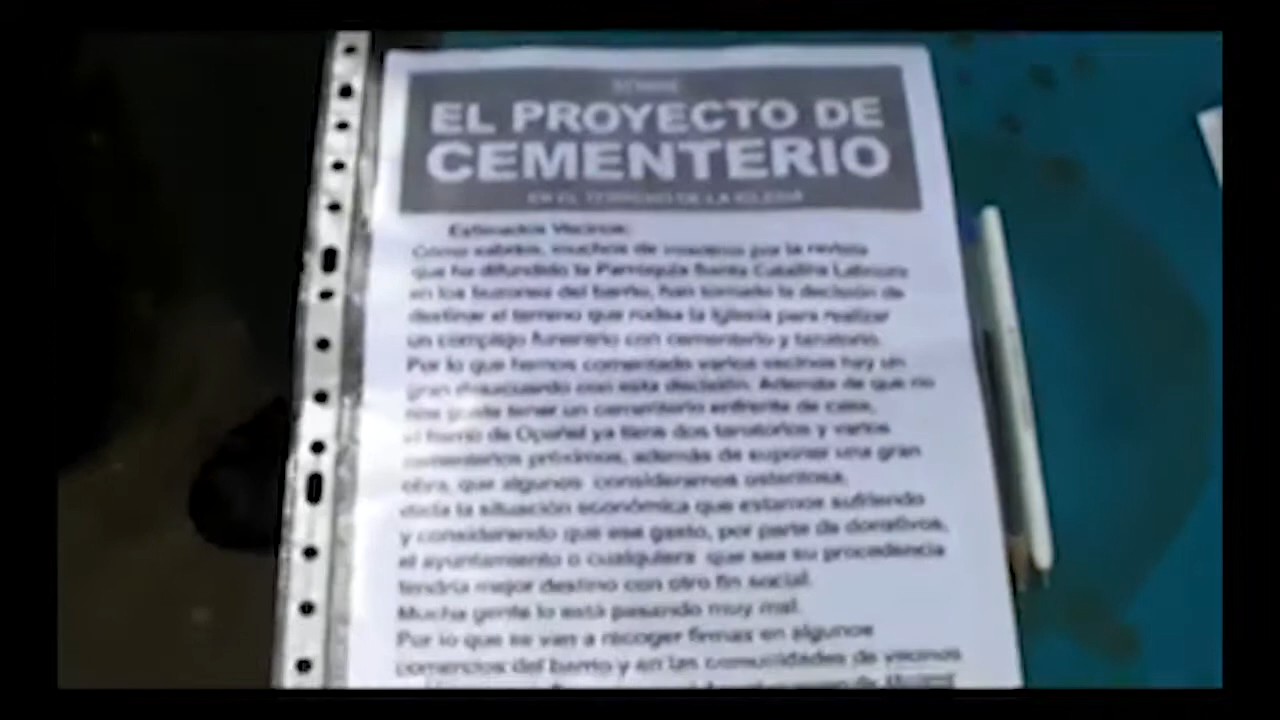 EL PROYECTO DE
CEMENTERIO
EN EL TERRENO DE LA IGLESIA
Estimados Vecinos:
Como sabréis, muchos de vosotros por la revista
que ha difundido la Parroquia Santa Catalina Labouré
en los buzones del barrio, han tomado la decisión de
destinar el terreno que rodea la Iglesia para realizar
un complejo funerario con cementerio y tanatorio.
Por lo que hemos comentado varios vecinos hay un
gran desacuerdo con esta decisión. Además de que no
tener un cementerio enfrente de casa,
el barrio de Opañel ya tiene dos tanatorios y varios
cementerios próximos, además de suponer una gran
obra, que algunos consideramos ostentosa,
dada la situación económica que estamos sufriendo
y considerando que ese gasto, por parte de donativos,
el ayuntamiento o cualquiera que sea su procedencia
tendría mejor destino con otro fin social.
Mucha gente lo está pasando muy mal.
Por lo que se van a recoger firmas en algunos
comercios del barrio y en las comunidades de vecinos